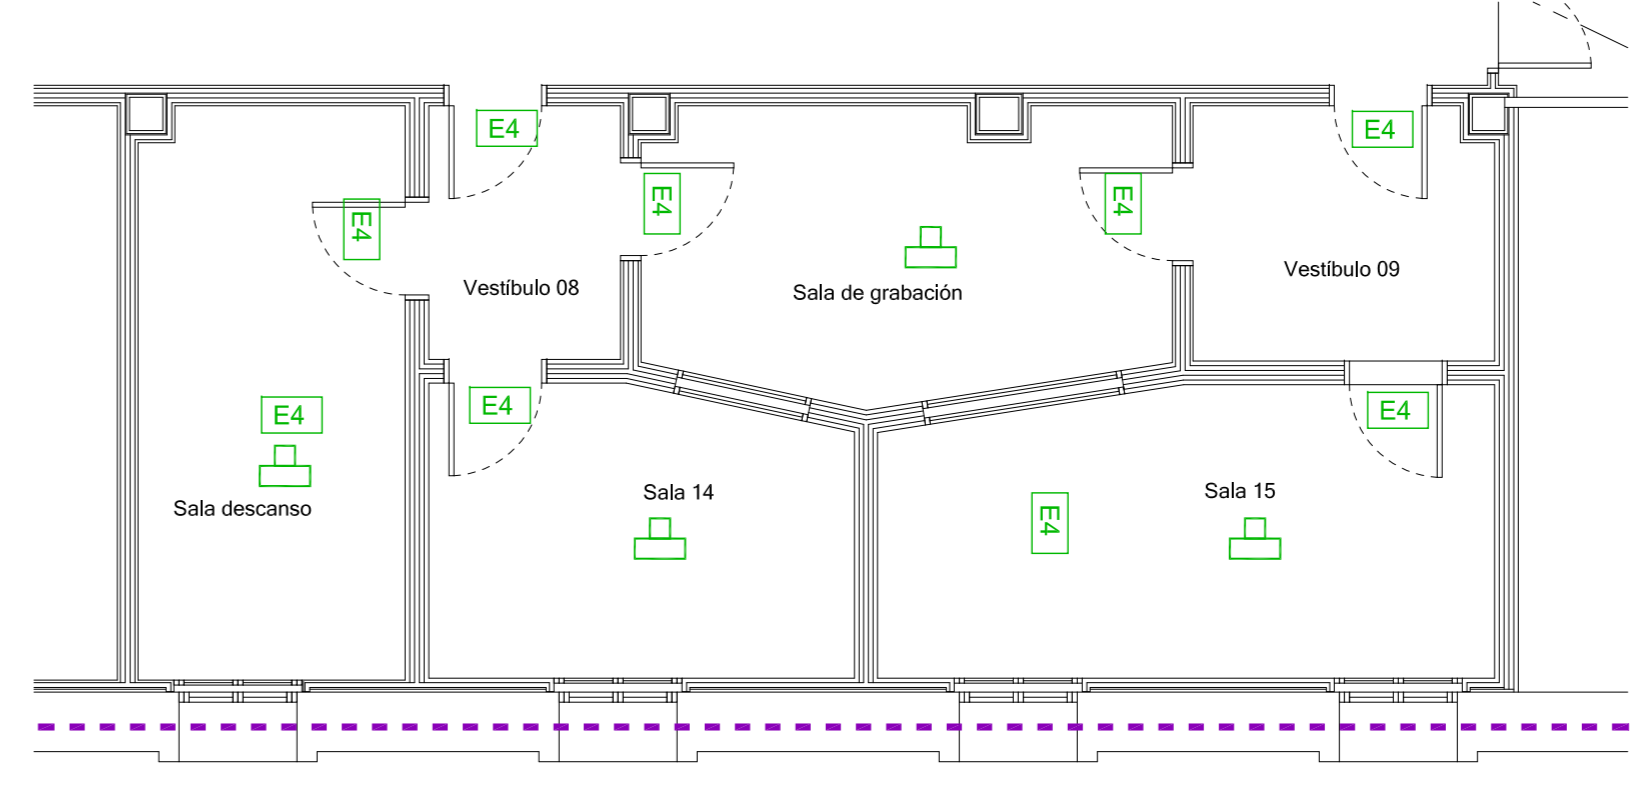 E4
E4
E4
E4
E4
Vestíbulo 09
Vestíbulo 08
Sala de grabación
E4
E4
E4
Sala 14
Sala 15
Sala descanso
E4